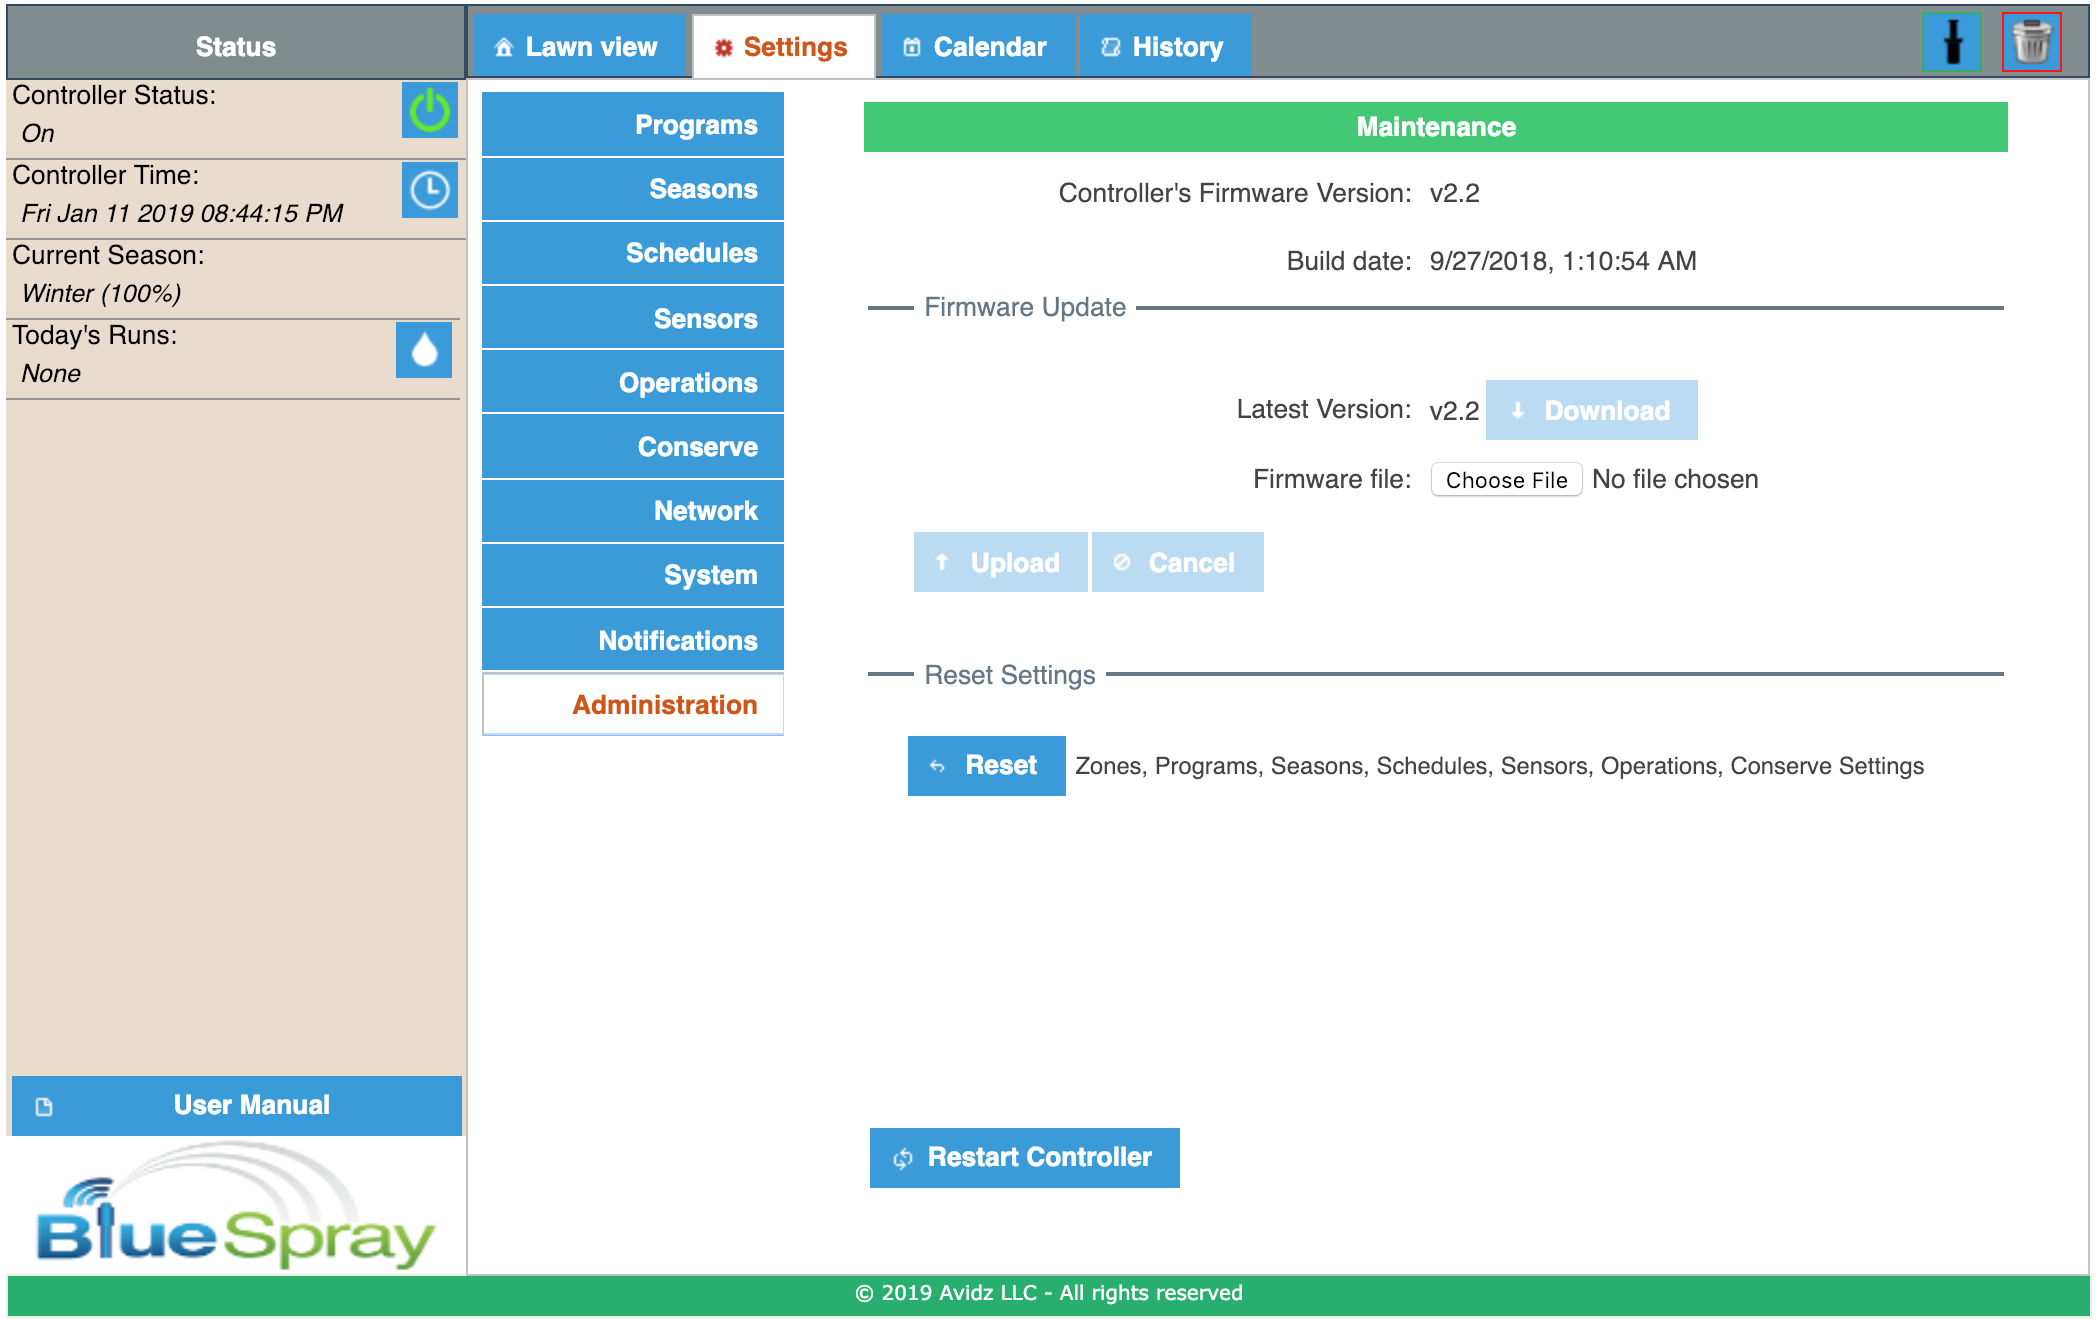 Status
Lawn view
Settings
Calendar
History
Controller Status:
On
Controller Time:
Fri Jan 11 2019 08:44:15 PM
Current Season:
Winter (100%)
Today's Runs:
None
User Manual
BlueSpray
Programs
Seasons
Schedules
Sensors
Operations
Conserve
Network
System
Notifications
Administration
Maintenance
Controller's Firmware Version: v2.2
Build date: 9/27/2018, 1:10:54 AM
Firmware Update
Latest Version: v2.2 Download
Firmware file: Choose File No file chosen
Upload Cancel
Reset Settings
Reset Zones, Programs, Seasons, Schedules, Sensors, Operations, Conserve Settings
Restart Controller
© 2019 Avidz LLC - All rights reserved